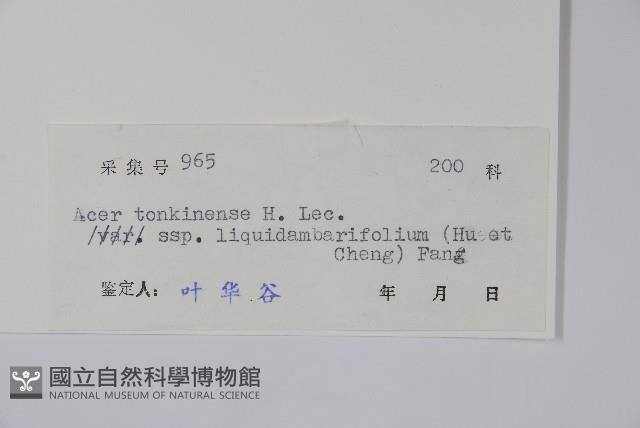 采集号 965 200 科
Acer tonkinense H. Lec.
/////. ssp. liquidambarifolium (Hu et
Cheng) Fang
鉴定人: 叶华谷 年 月 日
國立自然科學博物館
NATIONAL MUSEUM OF NATURAL SCIENCE